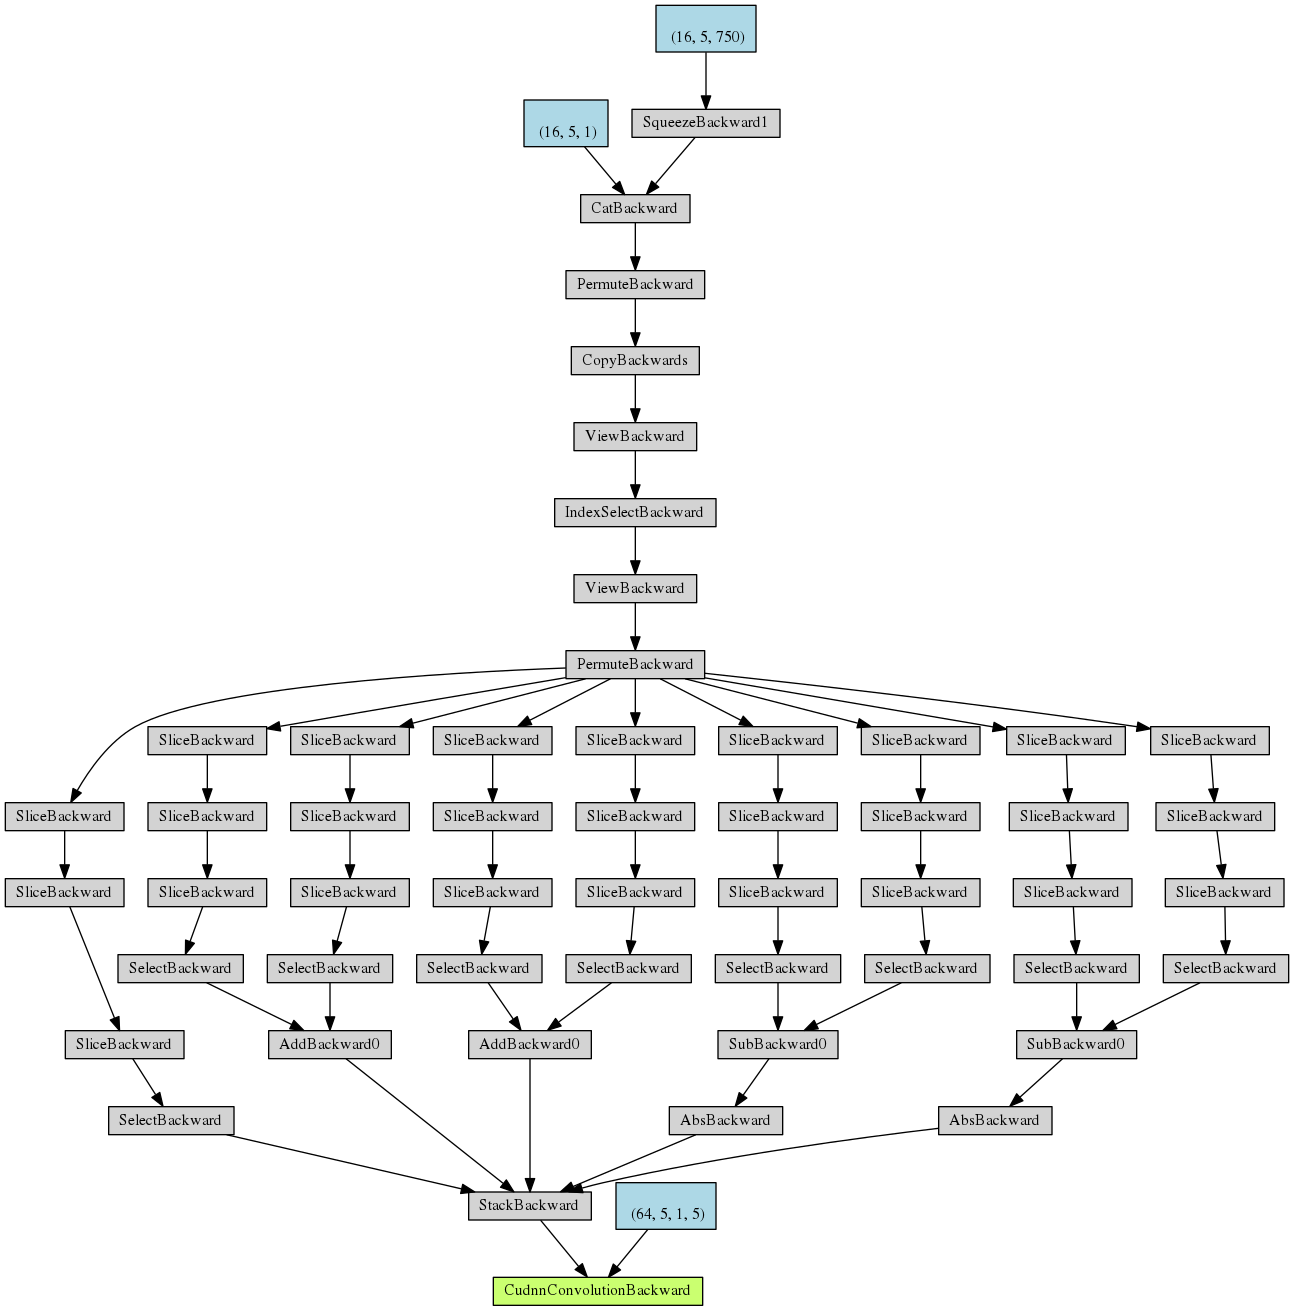 (16, 5, 750)
(16, 5, 1)
SqueezeBackward1
CatBackward
PermuteBackward
CopyBackwards
ViewBackward
IndexSelectBackward
ViewBackward
PermuteBackward
SliceBackward SliceBackward SliceBackward SliceBackward SliceBackward SliceBackward SliceBackward SliceBackward
SliceBackward SliceBackward SliceBackward SliceBackward SliceBackward SliceBackward SliceBackward SliceBackward SliceBackward
SliceBackward SliceBackward SliceBackward SliceBackward SliceBackward SliceBackward SliceBackward SliceBackward SliceBackward
SelectBackward SelectBackward SelectBackward SelectBackward SelectBackward SelectBackward SelectBackward SelectBackward
SliceBackward AddBackward0 AddBackward0 SubBackward0 SubBackward0
SelectBackward AbsBackward AbsBackward
StackBackward
(64, 5, 1, 5)
CudnnConvolutionBackward